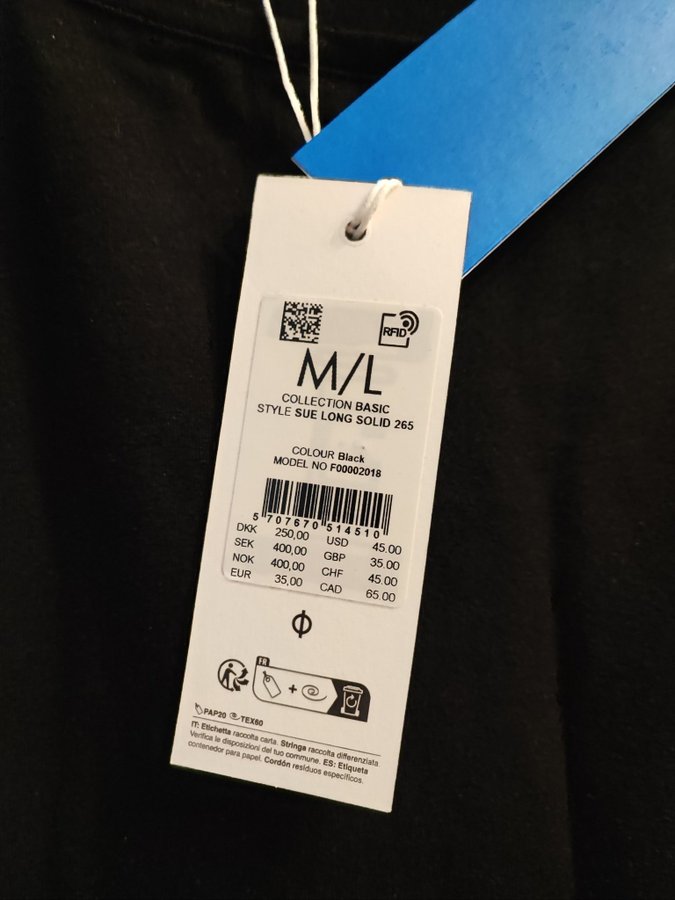 RFID
M/L
COLLECTION BASIC
STYLE SUE LONG SOLID 265
COLOUR Black
MODEL NO F00002018
5 707670 514510
DKK 250,00 USD 45.00
SEK 400,00 GBP 35.00
NOK 400,00 CHF 45.00
EUR 35,00 CAD 65.00
FR
+
PAP20 TEX60
IT: Etichetta raccolta carta. Stringa raccolta differenziata.
Verifica le disposizioni del tuo commune. ES: Etiqueta
contenedor para papel. Cordón residuos específicos.